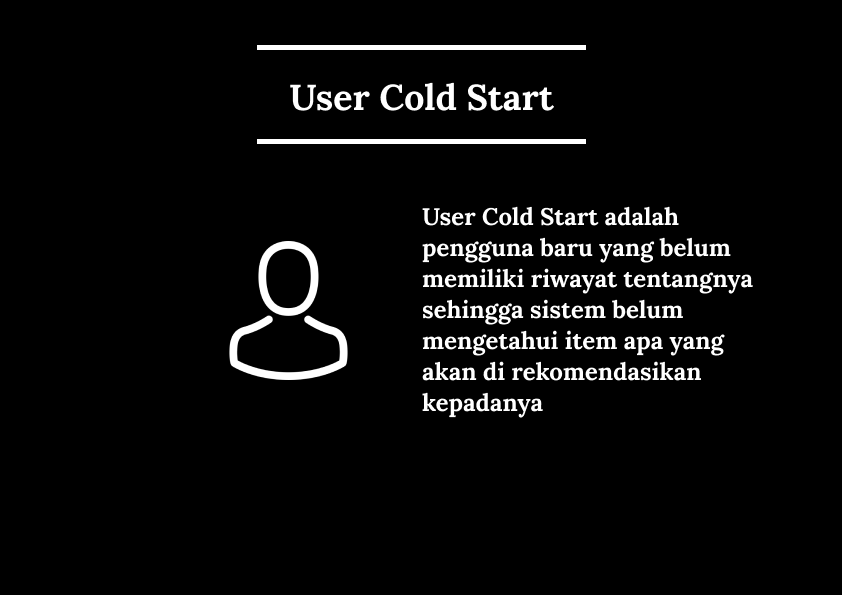 User Cold Start
User Cold Start adalah
pengguna baru yang belum
memiliki riwayat tentangnya
sehingga sistem belum
mengetahui item apa yang
akan di rekomendasikan
kepadanya